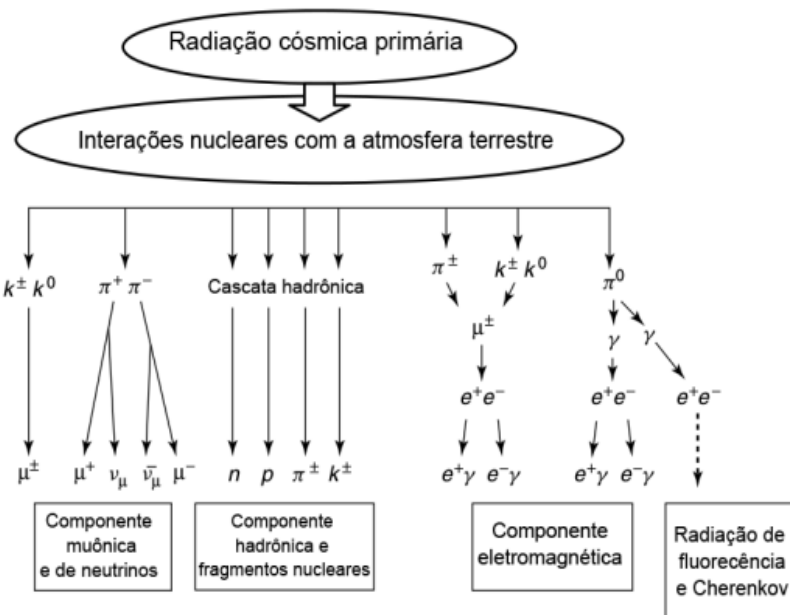 Radiação cósmica primária
Interações nucleares com a atmosfera terrestre
k± k⁰
π⁺ π⁻
Cascata hadrônica
π±
k± k⁰
π⁰
μ±
γ
γ
e⁺e⁻
e⁺e⁻
e⁺e⁻
μ±
μ⁺ νμ ν̄μ μ⁻
n p π± k±
e⁺γ e⁻γ
e⁺γ e⁻γ
Componente
muônica
e de neutrinos
Componente
hadrônica e
fragmentos nucleares
Componente
eletromagnética
Radiação de
fluorecência
e Cherenkov